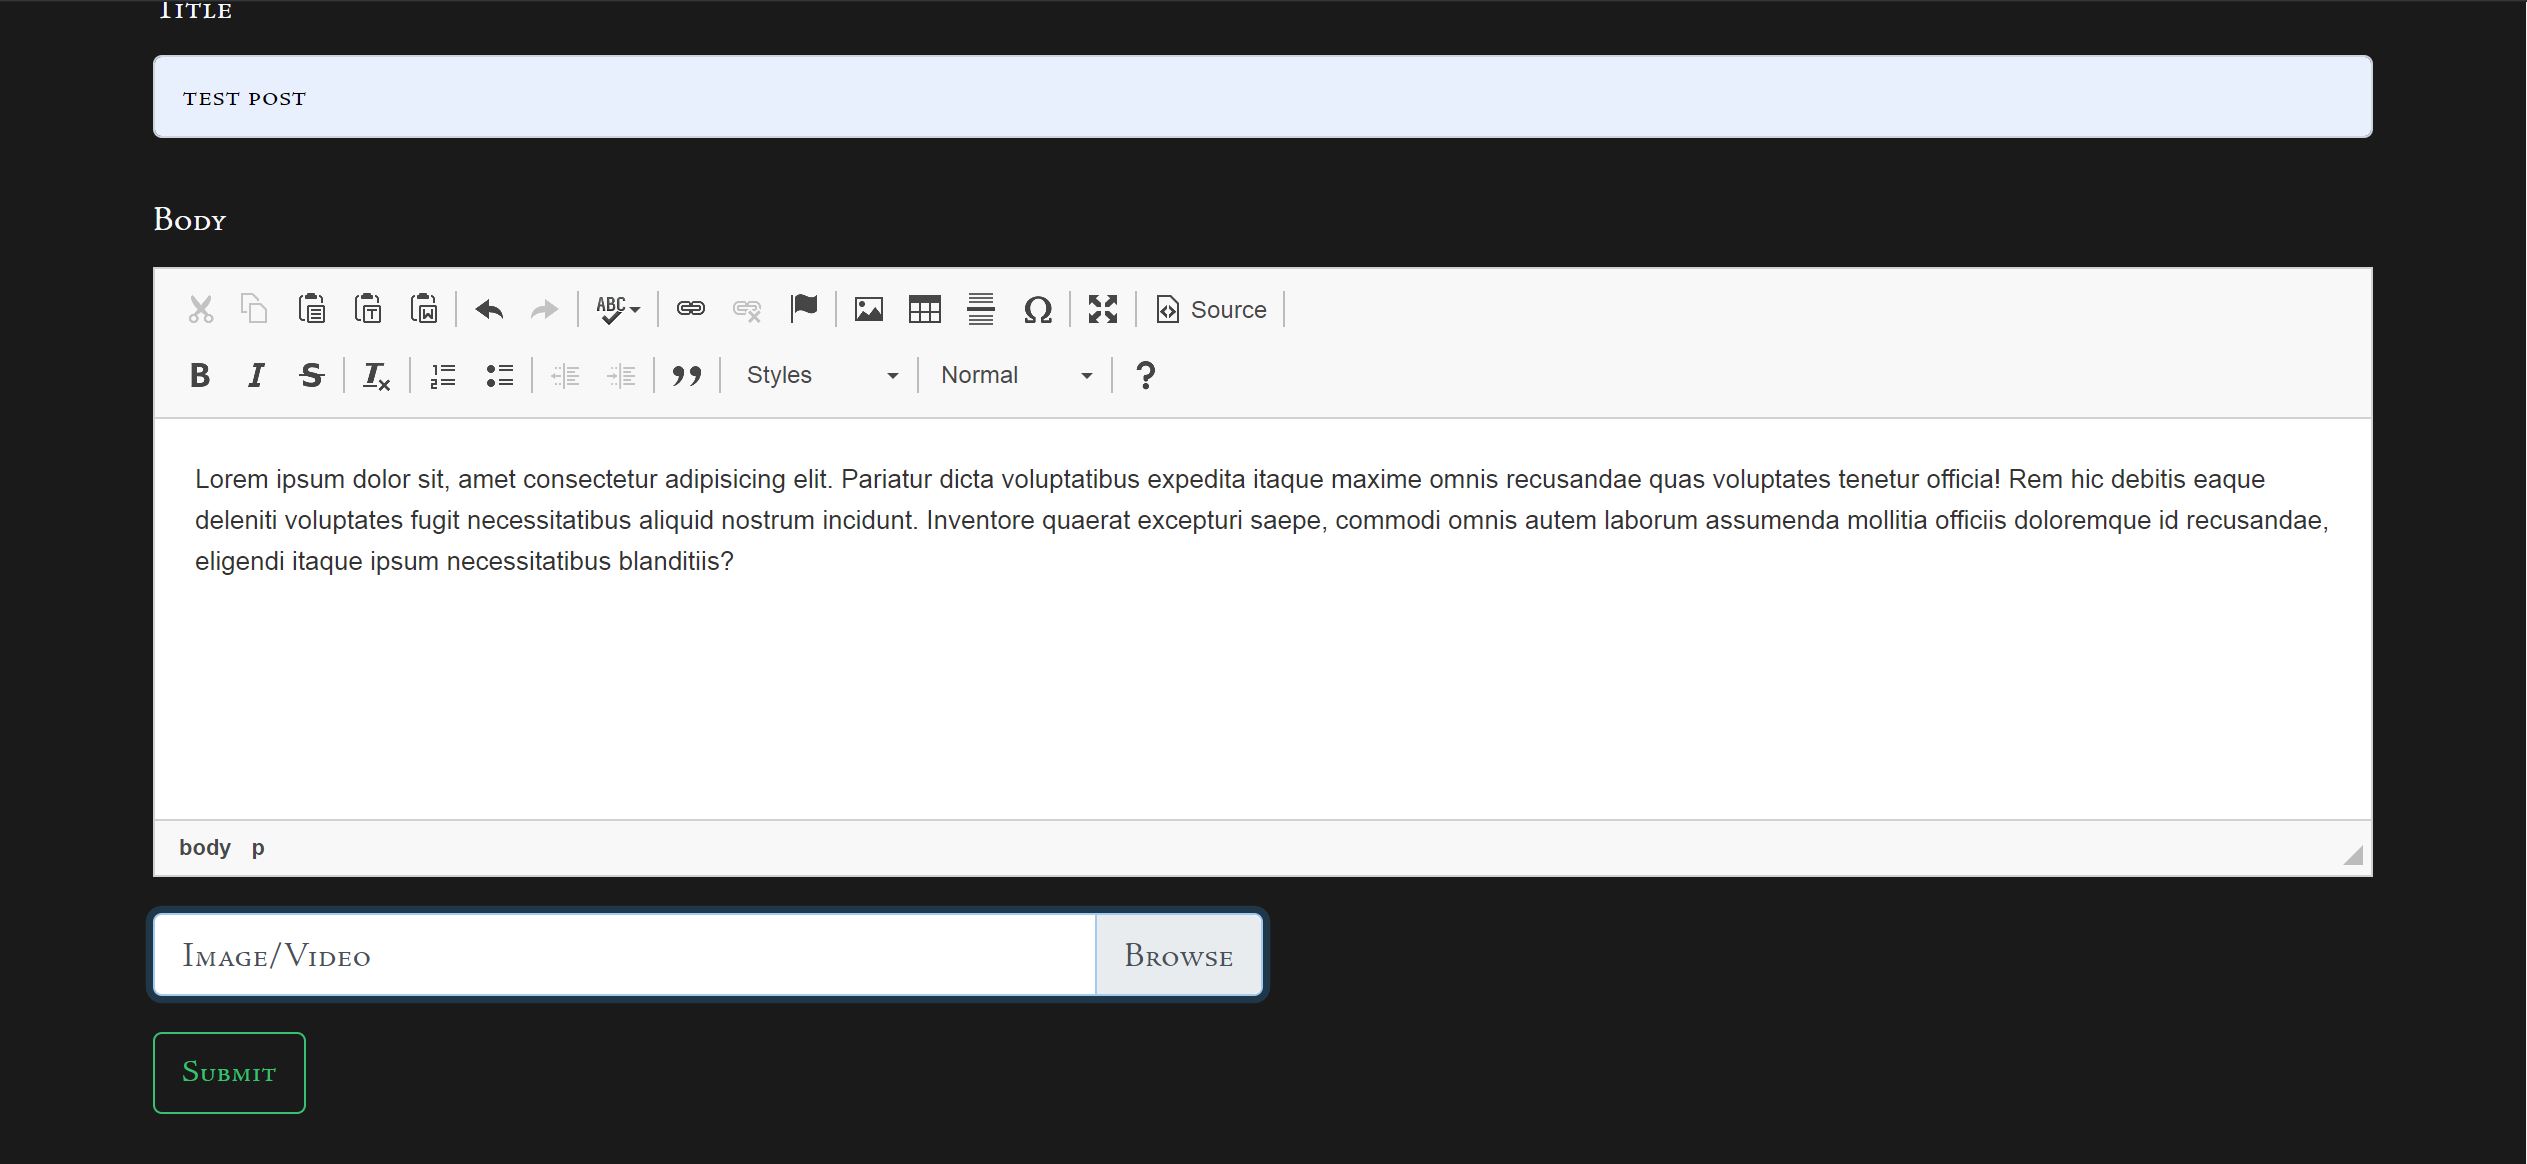 Title
test post
Body
ABC
Source
B I S Tx
Styles
Normal
?
Lorem ipsum dolor sit, amet consectetur adipisicing elit. Pariatur dicta voluptatibus expedita itaque maxime omnis recusandae quas voluptates tenetur officia! Rem hic debitis eaque
deleniti voluptates fugit necessitatibus aliquid nostrum incidunt. Inventore quaerat excepturi saepe, commodi omnis autem laborum assumenda mollitia officiis doloremque id recusandae,
eligendi itaque ipsum necessitatibus blanditiis?
body p
Image/Video
Browse
Submit